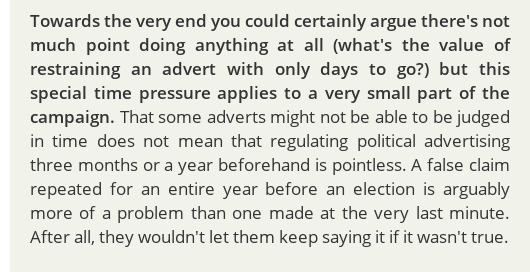 Towards the very end you could certainly argue there's not
much point doing anything at all (what's the value of
restraining an advert with only days to go?) but this
special time pressure applies to a very small part of the
campaign. That some adverts might not be able to be judged
in time does not mean that regulating political advertising
three months or a year beforehand is pointless. A false claim
repeated for an entire year before an election is arguably
more of a problem than one made at the very last minute.
After all, they wouldn't let them keep saying it if it wasn't true.